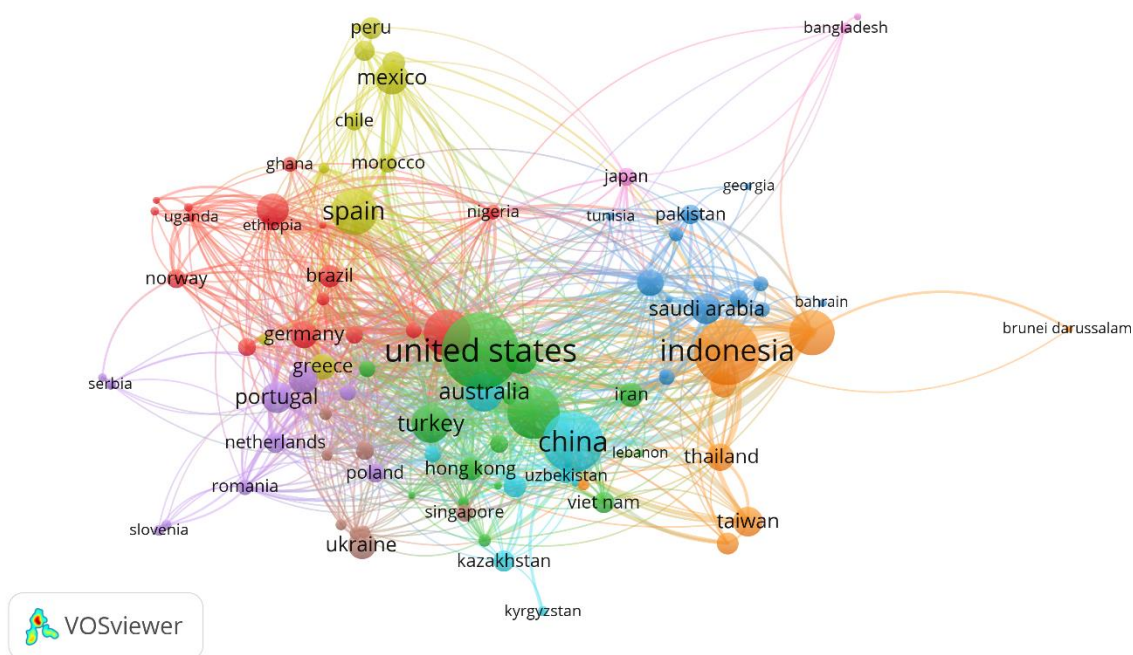 bangladesh
peru
mexico
chile
morocco
ghana
japan
georgia
uganda
ethiopia
spain
nigeria
tunisia
pakistan
norway
brazil
saudi arabia
bahrain
brunei darussalam
germany
united states
indonesia
greece
serbia
portugal
australia
iran
turkey
netherlands
china
lebanon
thailand
poland
hong kong
uzbekistan
romania
viet nam
singapore
taiwan
slovenia
ukraine
kazakhstan
kyrgyzstan
VOSviewer